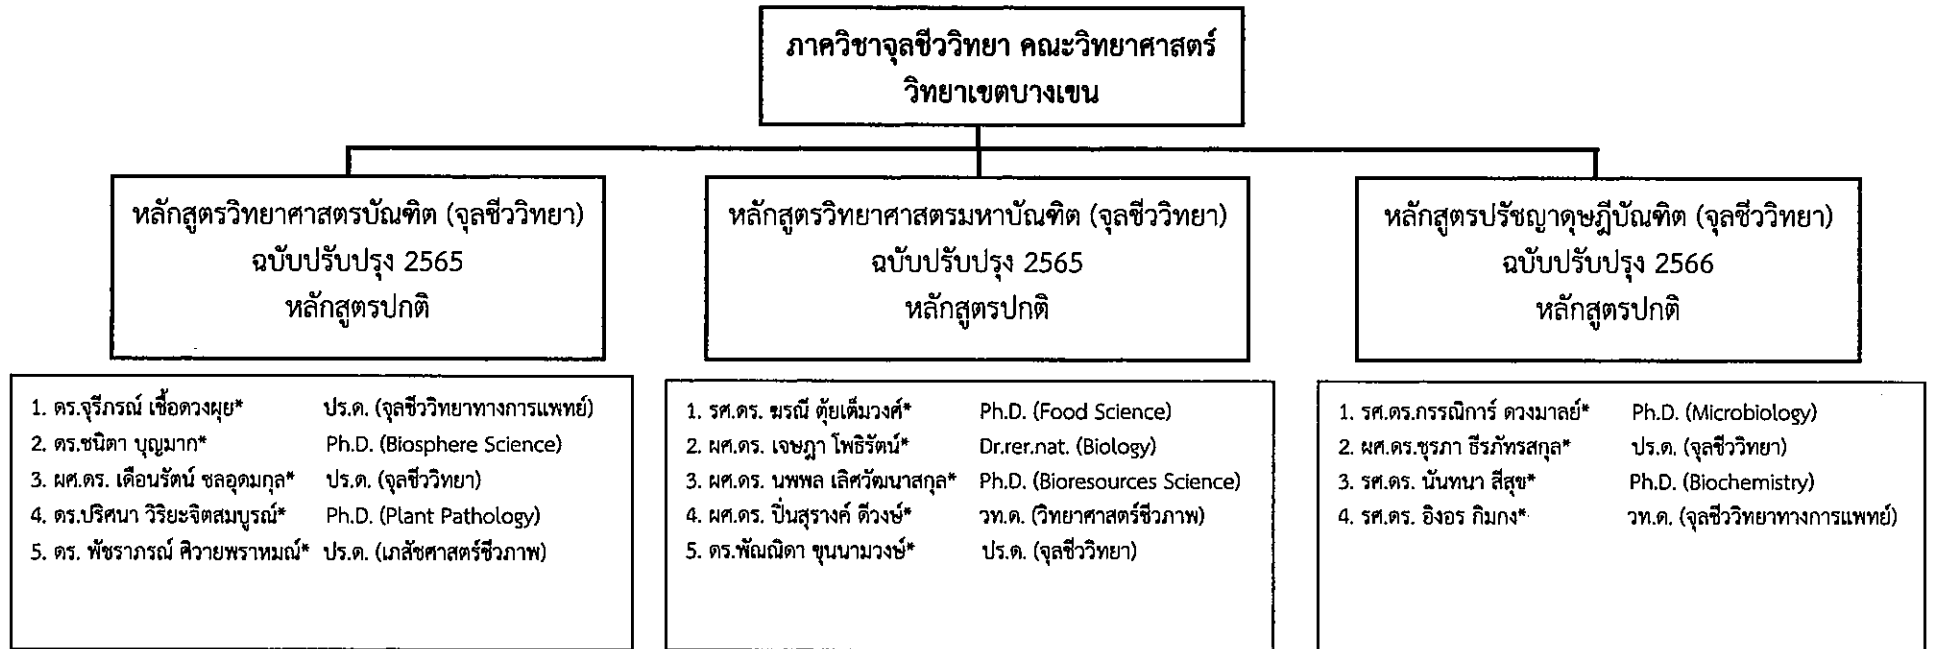 ภาควิชาจุลชีววิทยา คณะวิทยาศาสตร์
วิทยาเขตบางเขน
หลักสูตรวิทยาศาสตรบัณฑิต (จุลชีววิทยา)
ฉบับปรับปรุง 2565
หลักสูตรปกติ
หลักสูตรวิทยาศาสตรมหาบัณฑิต (จุลชีววิทยา)
ฉบับปรับปรุง 2565
หลักสูตรปกติ
หลักสูตรปรัชญาดุษฎีบัณฑิต (จุลชีววิทยา)
ฉบับปรับปรุง 2566
หลักสูตรปกติ
1. ดร.จุรีภรณ์ เชื้อดวงผุย* ปร.ด. (จุลชีววิทยาทางการแพทย์)
2. ดร.ชนิตา บุญมาก* Ph.D. (Biosphere Science)
3. ผศ.ดร. เดือนรัตน์ ชลอุดมกุล* ปร.ด. (จุลชีววิทยา)
4. ดร.ปริศนา วิริยะจิตสมบูรณ์* Ph.D. (Plant Pathology)
5. ดร. พัชราภรณ์ ศิวายพราหมณ์* ปร.ด. (เภสัชศาสตร์ชีวภาพ)
1. รศ.ดร. ฆรณี ตุ้ยเต็มวงศ์* Ph.D. (Food Science)
2. ผศ.ดร. เจษฎา โพธิรัตน์* Dr.rer.nat. (Biology)
3. ผศ.ดร. นพพล เลิศวัฒนาสกุล* Ph.D. (Bioresources Science)
4. ผศ.ดร. ปิ่นสุรางค์ ดีวงษ์* วท.ด. (วิทยาศาสตร์ชีวภาพ)
5. ดร.พัณณิดา ขุนนามวงษ์* ปร.ด. (จุลชีววิทยา)
1. รศ.ดร.กรรณิการ์ ดวงมาลย์* Ph.D. (Microbiology)
2. ผศ.ดร.ชุรภา ธีรภัทรสกุล* ปร.ด. (จุลชีววิทยา)
3. รศ.ดร. นันทนา สีสุข* Ph.D. (Biochemistry)
4. รศ.ดร. อิงอร กิมกง* วท.ด. (จุลชีววิทยาทางการแพทย์)